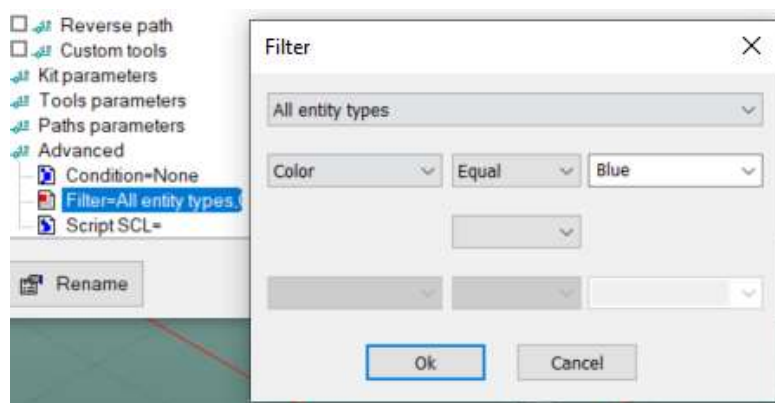 Reverse path
Custom tools
Kit parameters
Tools parameters
Paths parameters
Advanced
Condition=None
Filter=All entity types,
Script SCL=
Rename
Filter
All entity types
Color Equal Blue
Ok Cancel